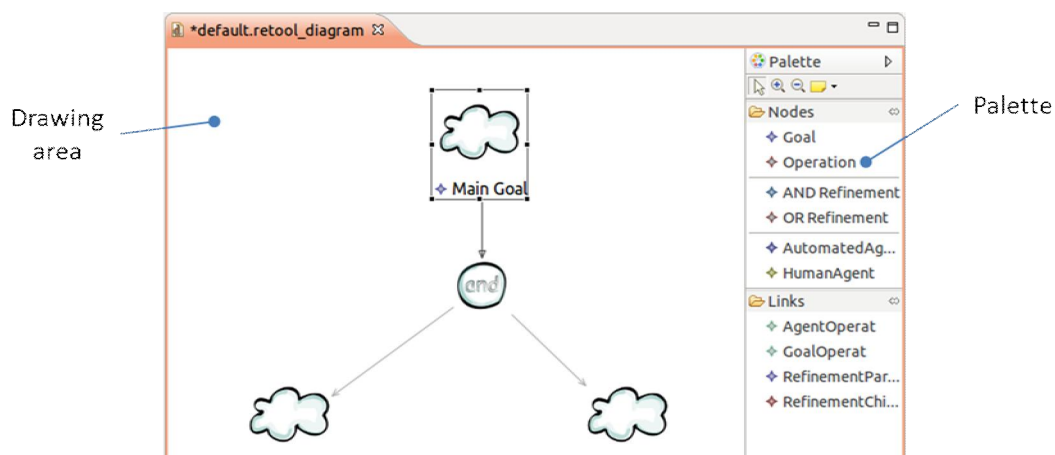 *default.retool_diagram
Drawing
area
Main Goal
and
Palette
Nodes
Goal
Operation
AND Refinement
OR Refinement
AutomatedAg...
HumanAgent
Links
AgentOperat
GoalOperat
RefinementPar...
RefinementChi...
Palette